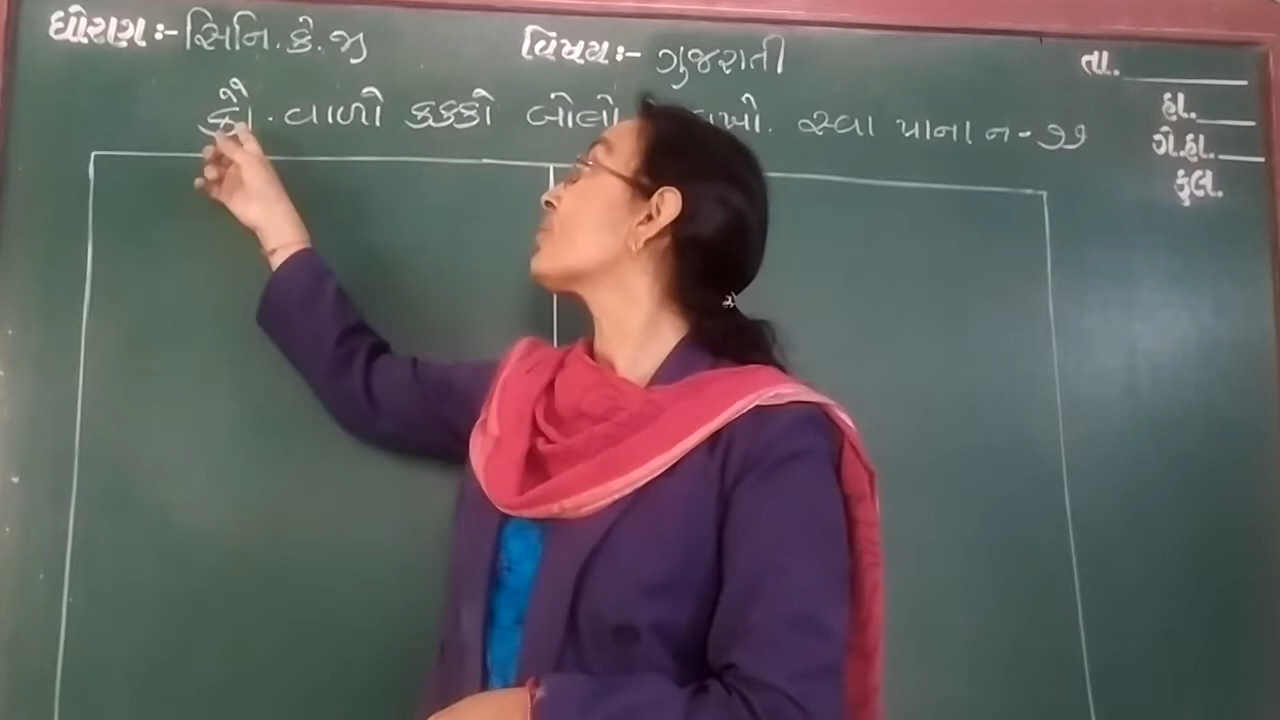 ધોરણ:- સિનિ. કે. જી
વિષય:- ગુજરાતી
તા.
કૌ. વાળો કક્કો બોલો સ્વા પાના ન- ૭૭
હા.
ગે.હા.
કુલ.